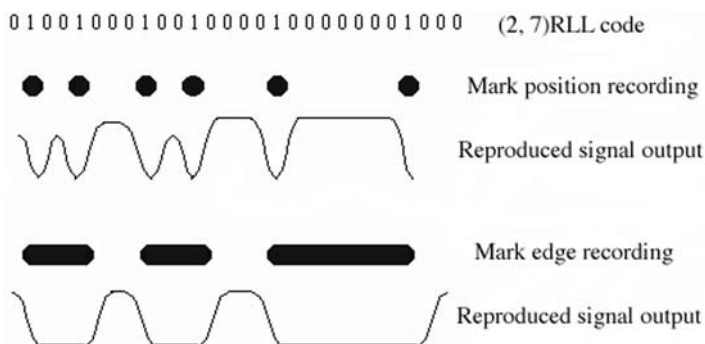 0 1 0 0 1 0 0 0 1 0 0 1 0 0 0 0 1 0 0 0 0 0 0 0 1 0 0 0 (2, 7)RLL code
Mark position recording
Reproduced signal output
Mark edge recording
Reproduced signal output